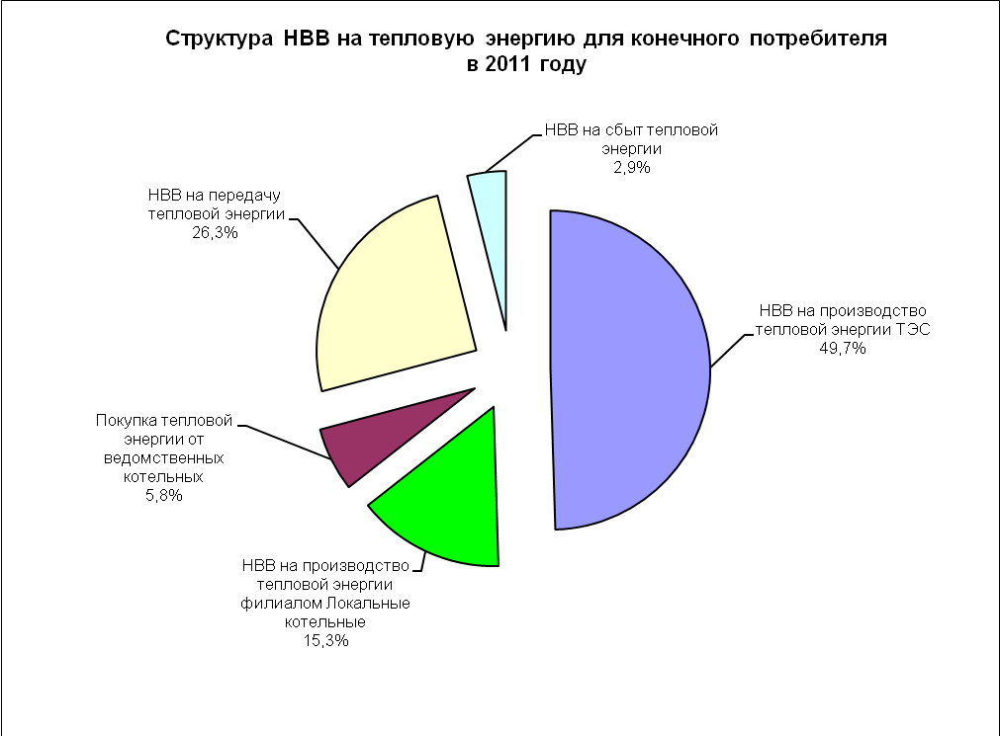 Структура НВВ на тепловую энергию для конечного потребителя
в 2011 году
НВВ на сбыт тепловой
энергии
2,9%
НВВ на передачу
тепловой энергии
26,3%
НВВ на производство
тепловой энергии ТЭС
49,7%
Покупка тепловой
энергии от
ведомственных
котельных
5,8%
НВВ на производство
тепловой энергии
филиалом Локальные
котельные
15,3%